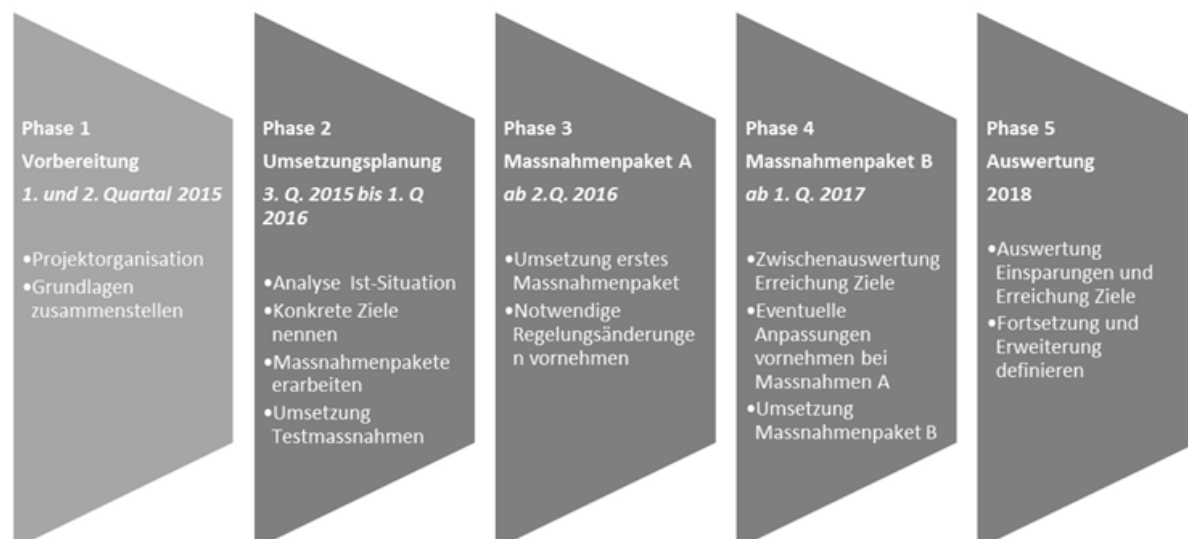 Phase 1
Vorbereitung
1. und 2. Quartal 2015
•Projektorganisation
•Grundlagen
zusammenstellen
Phase 2
Umsetzungsplanung
3. Q. 2015 bis 1. Q
2016
•Analyse Ist-Situation
•Konkrete Ziele
nennen
•Massnahmenpakete
erarbeiten
•Umsetzung
Testmassnahmen
Phase 3
Massnahmenpaket A
ab 2.Q. 2016
•Umsetzung erstes
Massnahmenpaket
•Notwendige
Regelungsänderunge
n vornehmen
Phase 4
Massnahmenpaket B
ab 1. Q. 2017
•Zwischenauswertung
Erreichung Ziele
•Eventuelle
Anpassungen
vornehmen bei
Massnahmen A
•Umsetzung
Massnahmenpaket B
Phase 5
Auswertung
2018
•Auswertung
Einsparungen und
Erreichung Ziele
•Fortsetzung und
Erweiterung
definieren